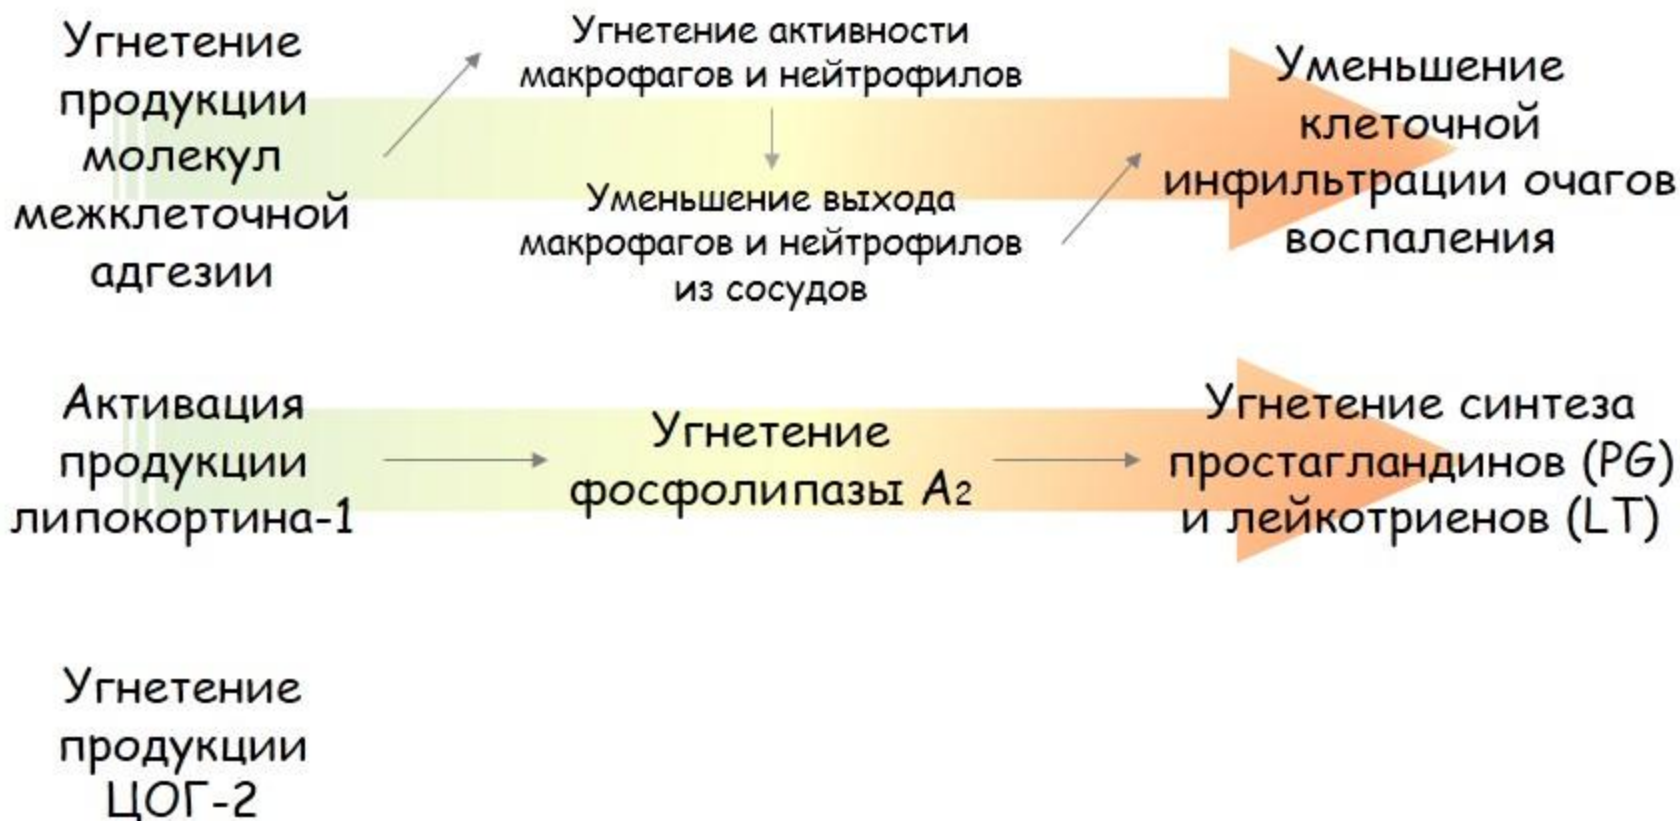 Угнетение
продукции
молекул
межклеточной
адгезии
Угнетение активности
макрофагов и нейтрофилов
Уменьшение выхода
макрофагов и нейтрофилов
из сосудов
Уменьшение
клеточной
инфильтрации очагов
воспаления
Активация
продукции
липокортина-1
Угнетение
фосфолипазы А2
Угнетение синтеза
простагландинов (PG)
и лейкотриенов (LT)
Угнетение
продукции
ЦОГ-2